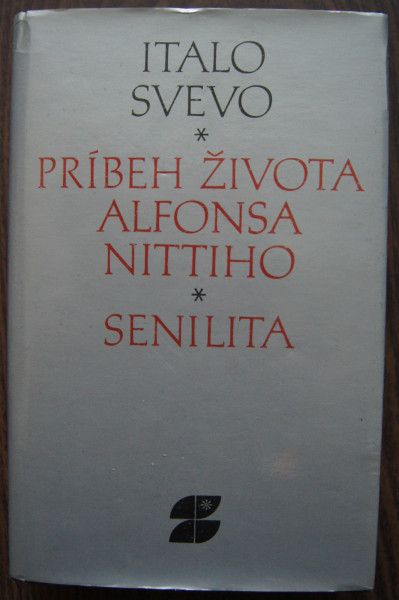 ITALO
SVEVO
*
PRÍBEH ŽIVOTA
ALFONSA
NITTIHO
*
SENILITA